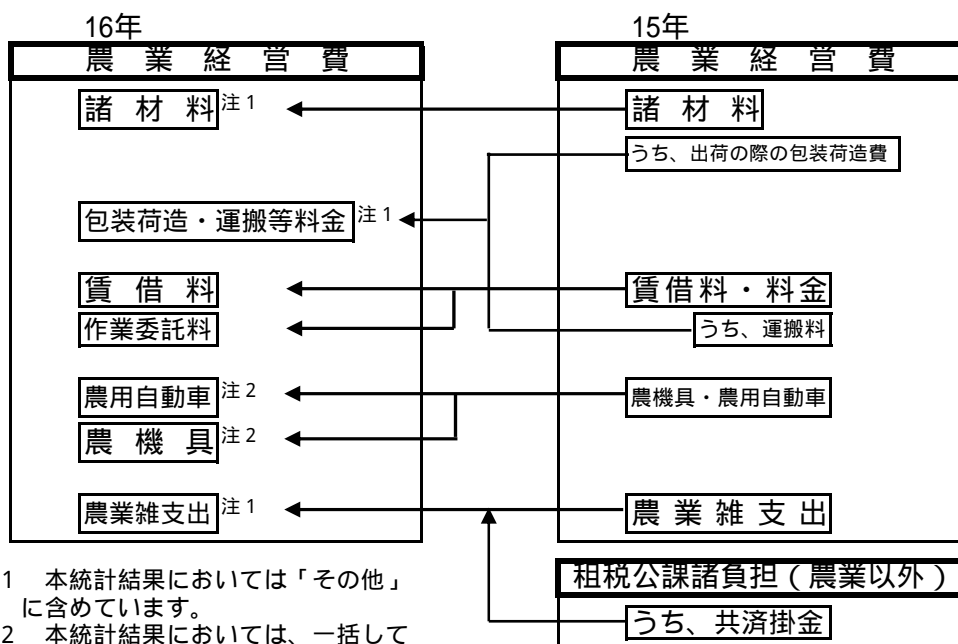 16年
農業経営費
諸材料 注1
包装荷造・運搬等料金 注1
賃借料
作業委託料
農用自動車 注2
農機具 注2
農業雑支出 注1
15年
農業経営費
諸材料
うち、出荷の際の包装荷造費
賃借料・料金
うち、運搬料
農機具・農用自動車
農業雑支出
租税公課諸負担(農業以外)
うち、共済掛金
1 本統計結果においては「その他」
に含めています。
2 本統計結果においては、一括して